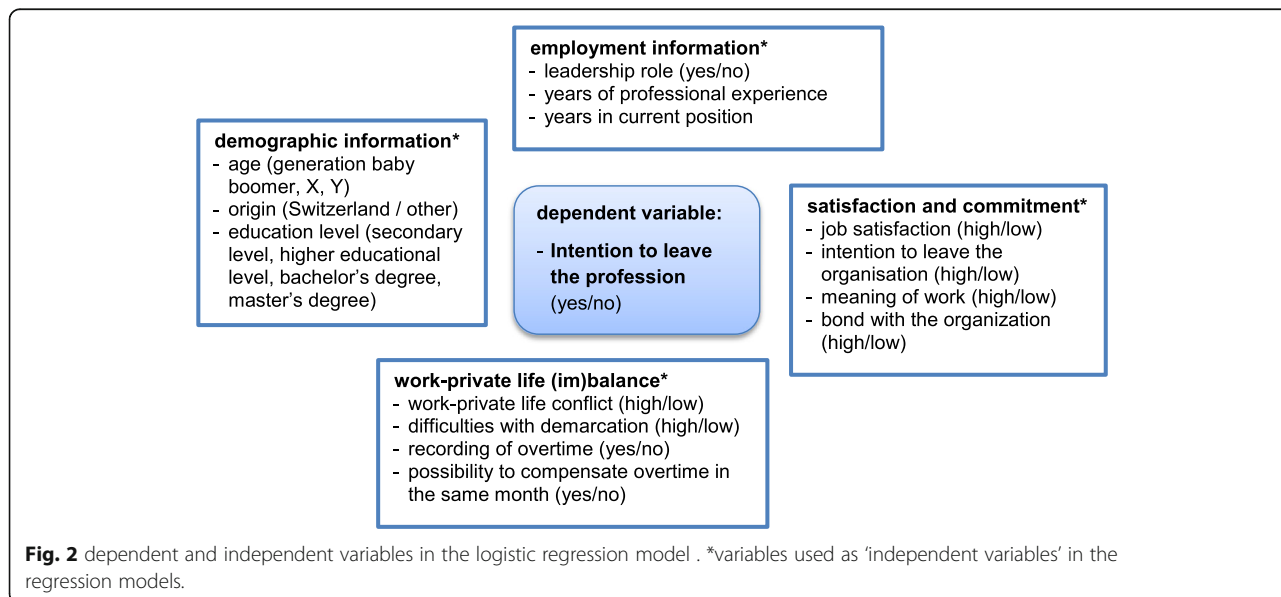 employment information*
- leadership role (yes/no)
- years of professional experience
- years in current position
demographic information*
- age (generation baby
boomer, X, Y)
- origin (Switzerland / other)
- education level (secondary
level, higher educational
level, bachelor's degree,
master's degree)
dependent variable:
- Intention to leave
the profession
(yes/no)
satisfaction and commitment*
- job satisfaction (high/low)
- intention to leave the
organisation (high/low)
- meaning of work (high/low)
- bond with the organization
(high/low)
work-private life (im)balance*
- work-private life conflict (high/low)
- difficulties with demarcation (high/low)
- recording of overtime (yes/no)
- possibility to compensate overtime in
the same month (yes/no)
Fig. 2 dependent and independent variables in the logistic regression model . *variables used as 'independent variables' in the
regression models.